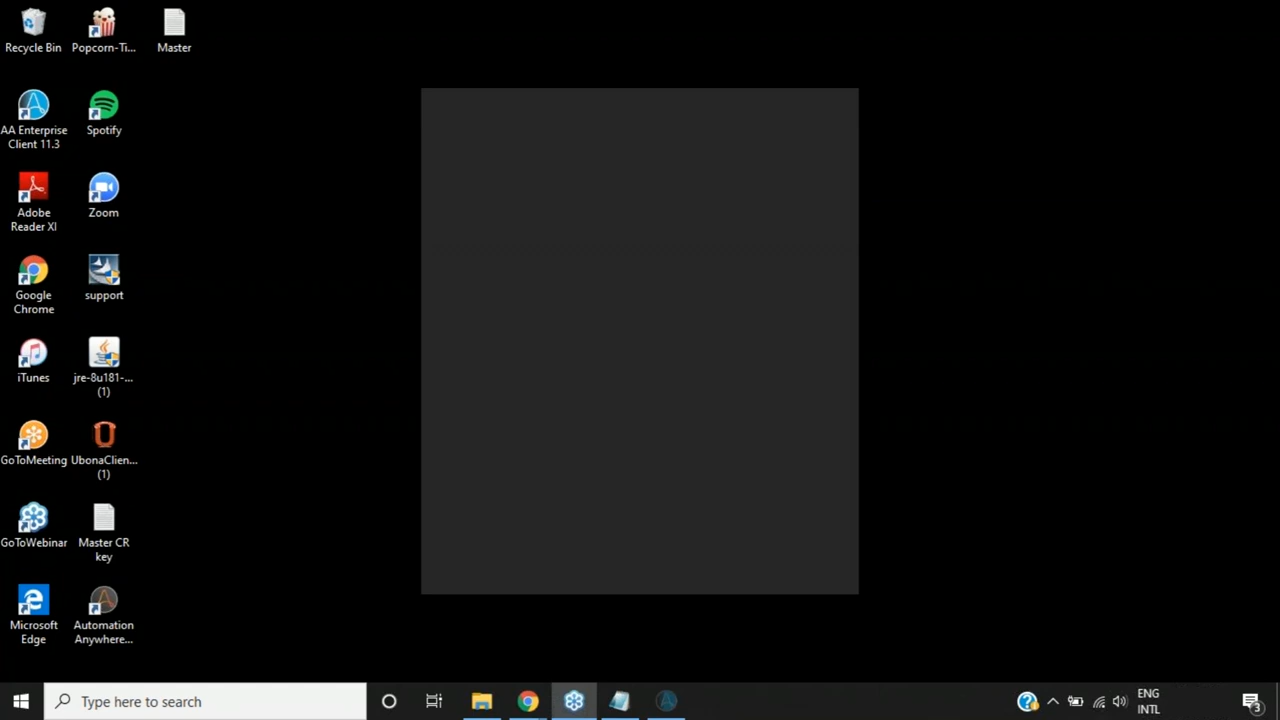 Recycle Bin
Popcorn-Ti...
Master
AA Enterprise
Client 11.3
Spotify
Adobe
Reader XI
Zoom
Google
Chrome
support
iTunes
jre-8u181-...
(1)
GoToMeeting
UbonaClien...
(1)
GoToWebinar
Master CR
key
Microsoft
Edge
Automation
Anywhere...
Type here to search
ENG
INTL
3